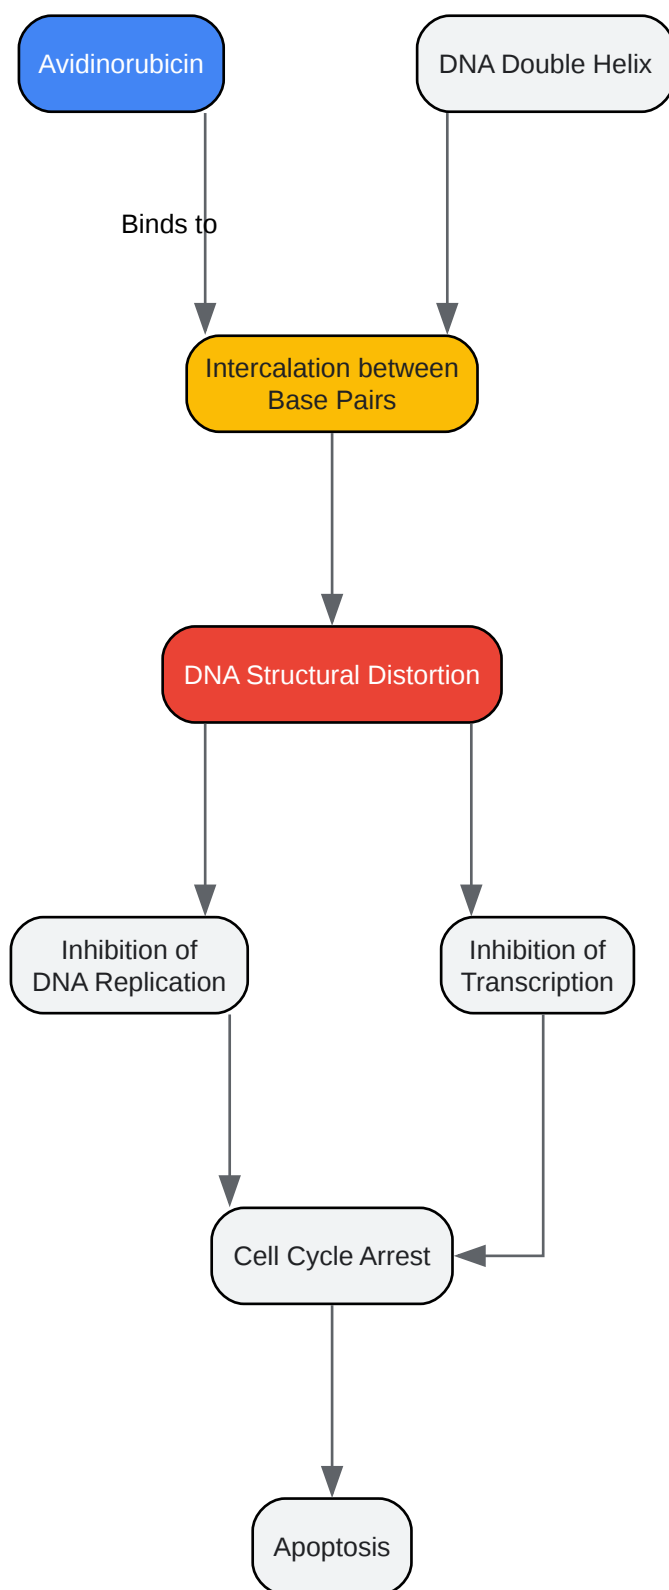 Avidinorubicin
DNA Double Helix
Binds to
Intercalation between
Base Pairs
DNA Structural Distortion
Inhibition of
DNA Replication
Inhibition of
Transcription
Cell Cycle Arrest
Apoptosis